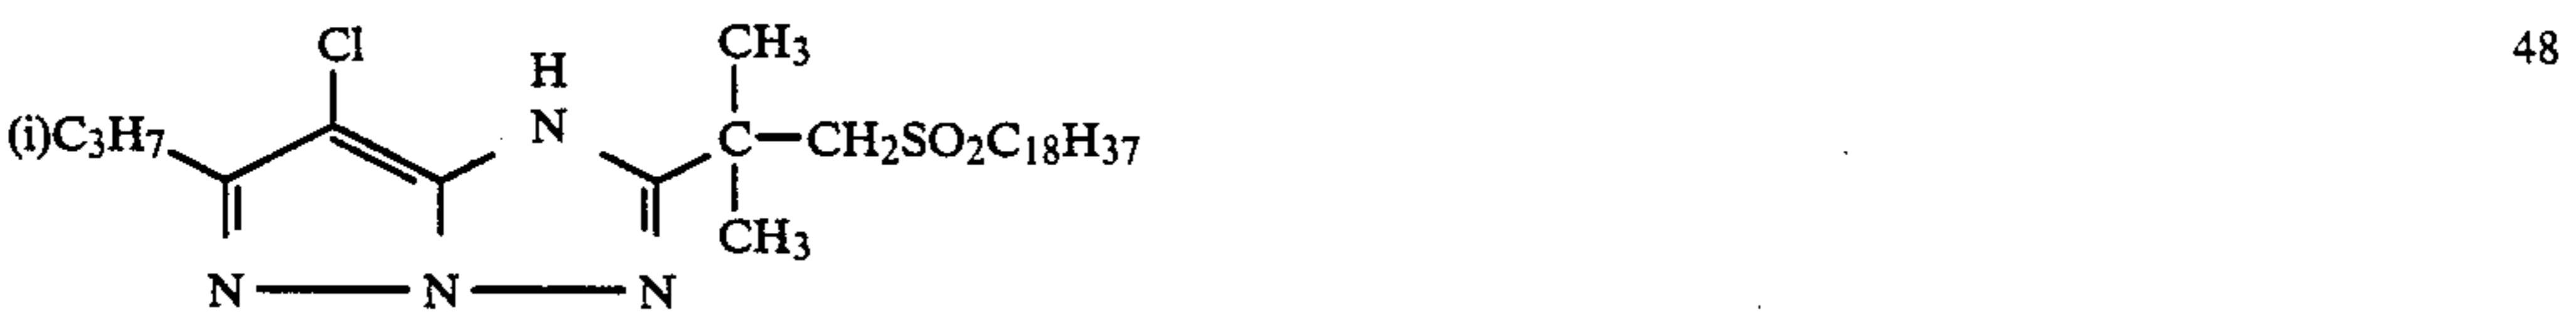 Cl
CH3
48
H
N
(i)C3H7
C—CH2SO2C18H37
CH3
N
N
N